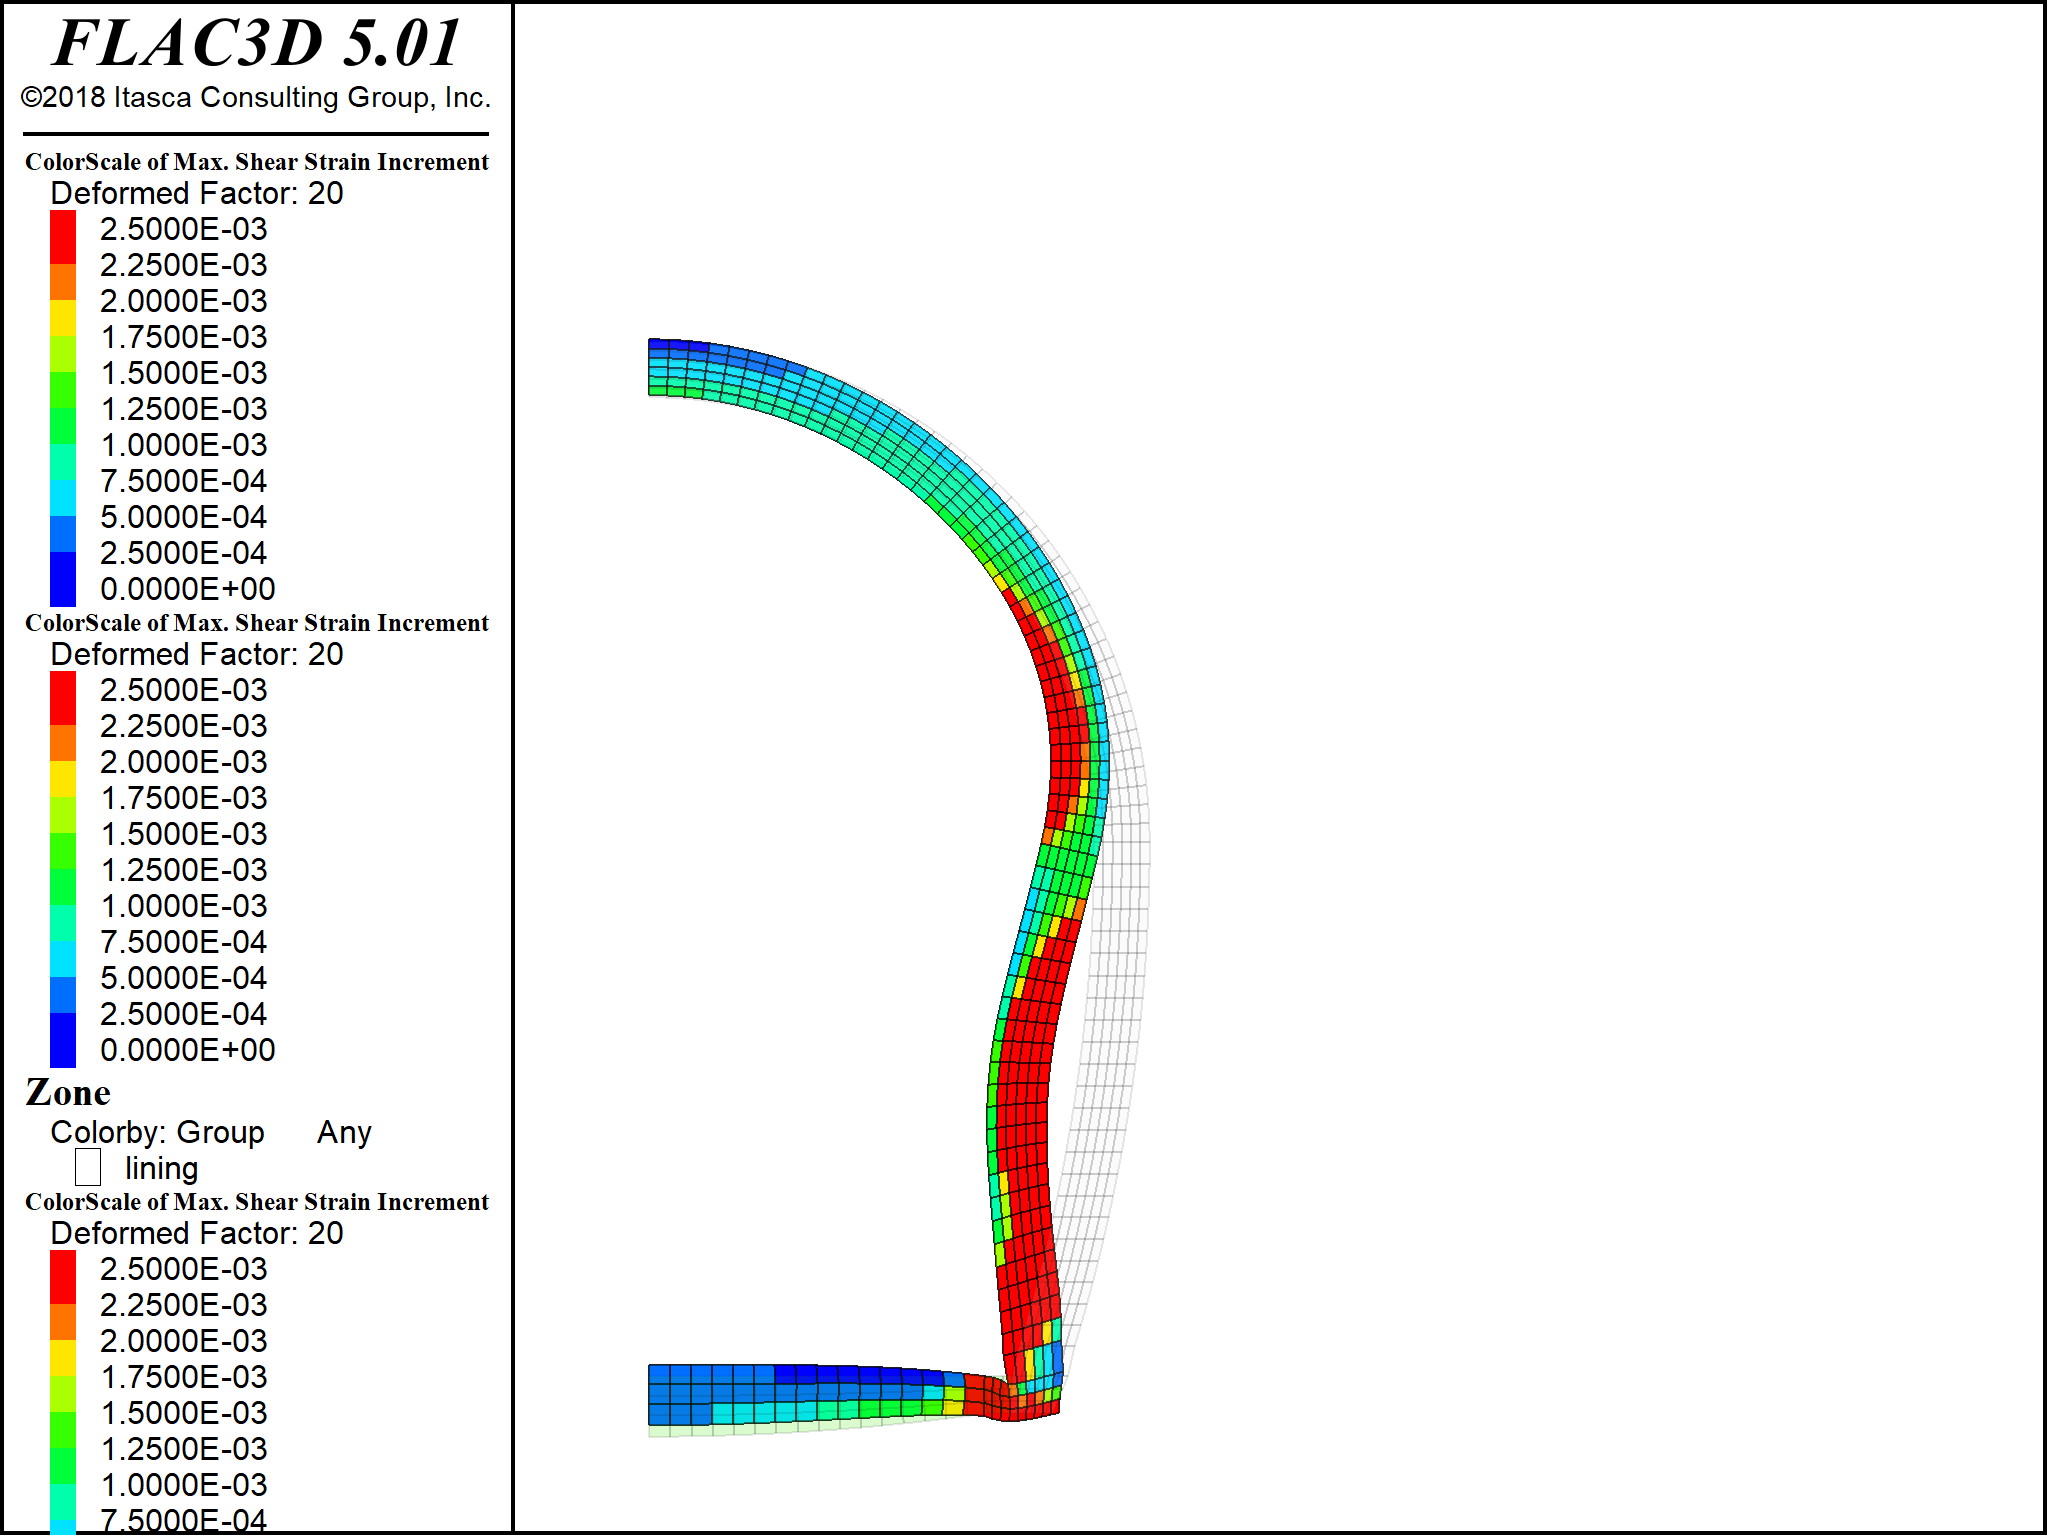 FLAC3D 5.01
©2018 Itasca Consulting Group, Inc.
ColorScale of Max. Shear Strain Increment
Deformed Factor: 20
2.5000E-03
2.2500E-03
2.0000E-03
1.7500E-03
1.5000E-03
1.2500E-03
1.0000E-03
7.5000E-04
5.0000E-04
2.5000E-04
0.0000E+00
ColorScale of Max. Shear Strain Increment
Deformed Factor: 20
2.5000E-03
2.2500E-03
2.0000E-03
1.7500E-03
1.5000E-03
1.2500E-03
1.0000E-03
7.5000E-04
5.0000E-04
2.5000E-04
0.0000E+00
Zone
Colorby: Group Any
lining
ColorScale of Max. Shear Strain Increment
Deformed Factor: 20
2.5000E-03
2.2500E-03
2.0000E-03
1.7500E-03
1.5000E-03
1.2500E-03
1.0000E-03
7.5000E-04